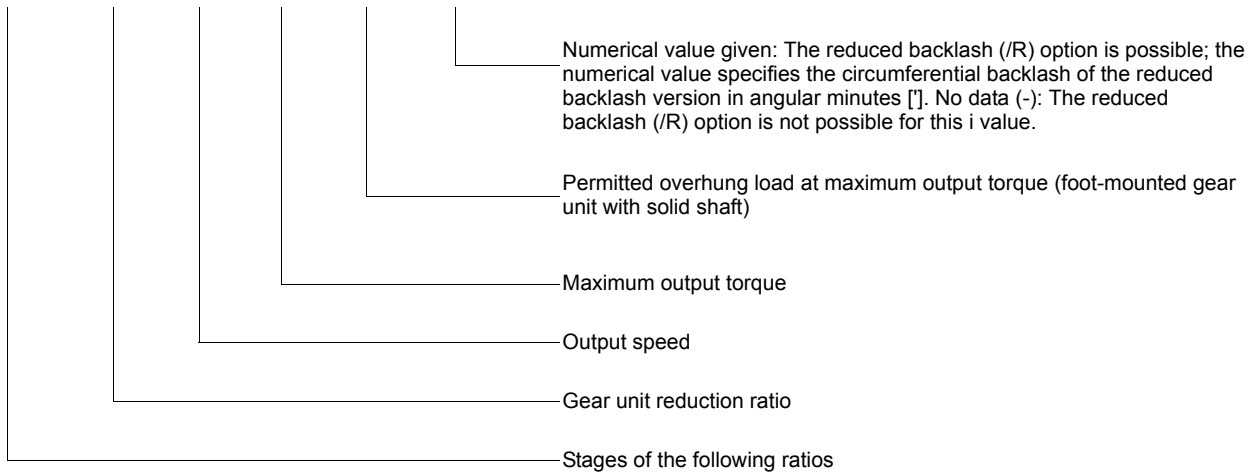 Numerical value given: The reduced backlash (/R) option is possible; the
numerical value specifies the circumferential backlash of the reduced
backlash version in angular minutes [']. No data (-): The reduced
backlash (/R) option is not possible for this i value.
Permitted overhung load at maximum output torque (foot-mounted gear
unit with solid shaft)
Maximum output torque
Output speed
Gear unit reduction ratio
Stages of the following ratios